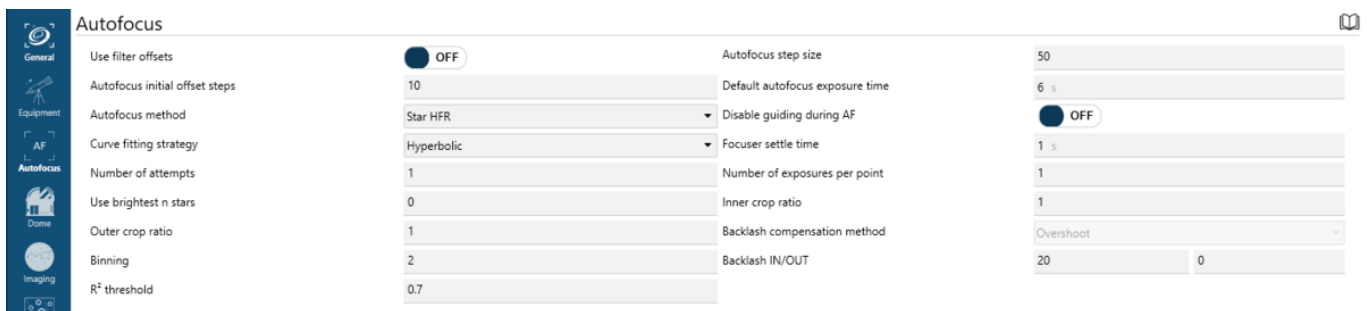 Autofocus
General
Use filter offsets OFF Autofocus step size 50
Autofocus initial offset steps 10 Default autofocus exposure time 6 s
Equipment
Autofocus method Star HFR Disable guiding during AF OFF
AF
Curve fitting strategy Hyperbolic Focuser settle time 1 s
Autofocus
Number of attempts 1 Number of exposures per point 1
Use brightest n stars 0 Inner crop ratio 1
Dome
Outer crop ratio 1 Backlash compensation method Overshoot
Binning 2 Backlash IN/OUT 20 0
Imaging
R² threshold 0.7